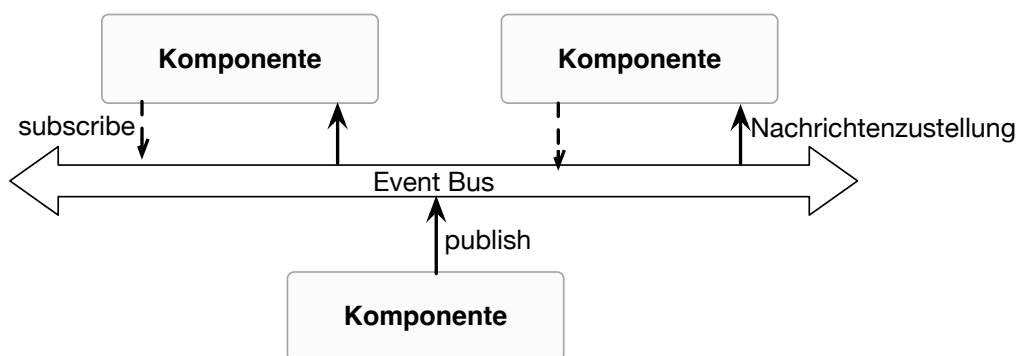 Komponente
Komponente
subscribe
Nachrichtenzustellung
Event Bus
publish
Komponente